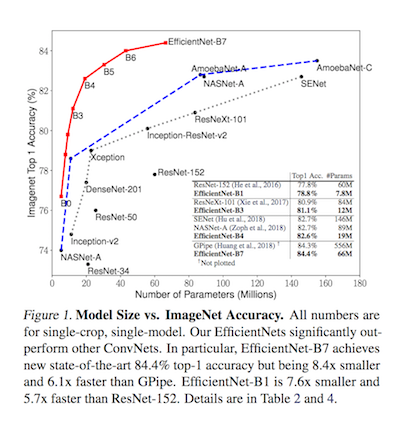 84
82
80
78
76
74
Imagenet Top 1 Accuracy (%)
EfficientNet-B7
B6
B5
B4
B3
B0
AmoebaNet-A
AmoebaNet-C
NASNet-A
SENet
ResNeXt-101
Inception-ResNet-v2
Xception
ResNet-152
DenseNet-201
ResNet-50
Inception-v2
NASNet-A
ResNet-34
Top1 Acc. #Params
ResNet-152 (He et al., 2016) 77.8% 60M
EfficientNet-B1 78.8% 7.8M
ResNeXt-101 (Xie et al., 2017) 80.9% 84M
EfficientNet-B3 81.1% 12M
SENet (Hu et al., 2018) 82.7% 146M
NASNet-A (Zoph et al., 2018) 82.7% 89M
EfficientNet-B4 82.6% 19M
GPipe (Huang et al., 2018) † 84.3% 556M
EfficientNet-B7 84.4% 66M
†Not plotted
0 20 40 60 80 100 120 140 160 180
Number of Parameters (Millions)
Figure 1. Model Size vs. ImageNet Accuracy. All numbers are
for single-crop, single-model. Our EfficientNets significantly out-
perform other ConvNets. In particular, EfficientNet-B7 achieves
new state-of-the-art 84.4% top-1 accuracy but being 8.4x smaller
and 6.1x faster than GPipe. EfficientNet-B1 is 7.6x smaller and
5.7x faster than ResNet-152. Details are in Table 2 and 4.